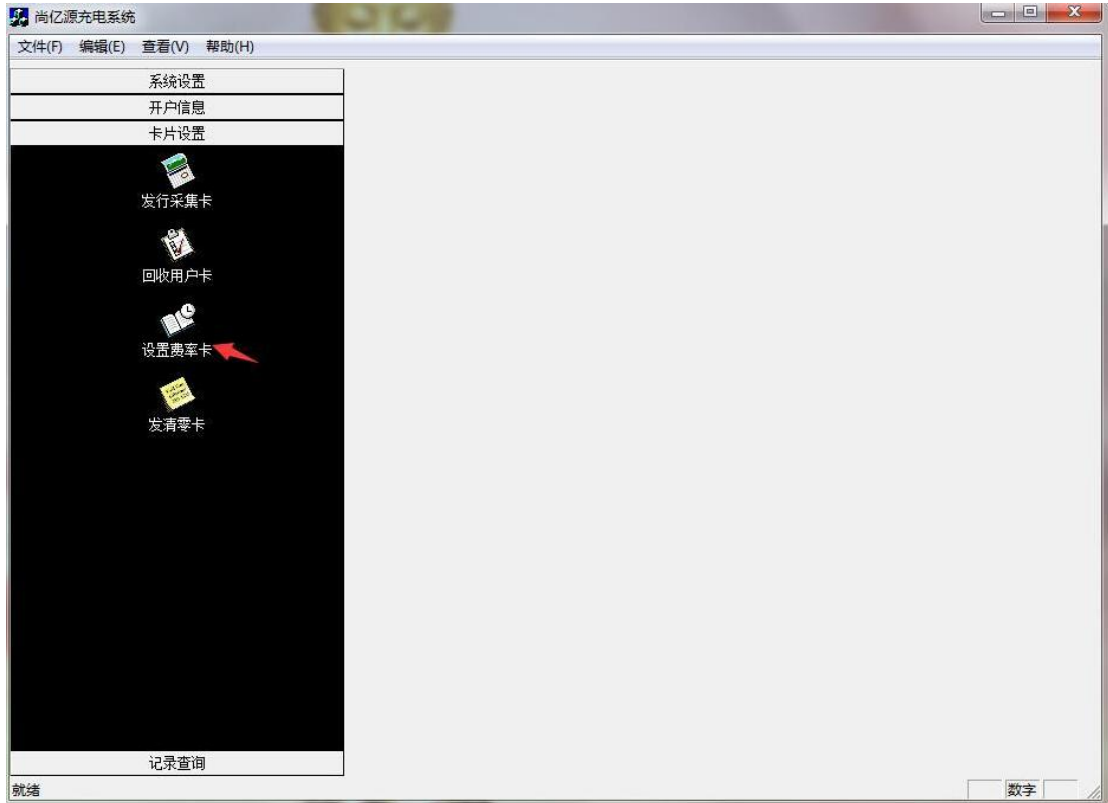 尚亿源充电系统
文件(F) 编辑(E) 查看(V) 帮助(H)
系统设置
开户信息
卡片设置
发行采集卡
回收用户卡
设置费率卡
发清零卡
记录查询
就绪 数字